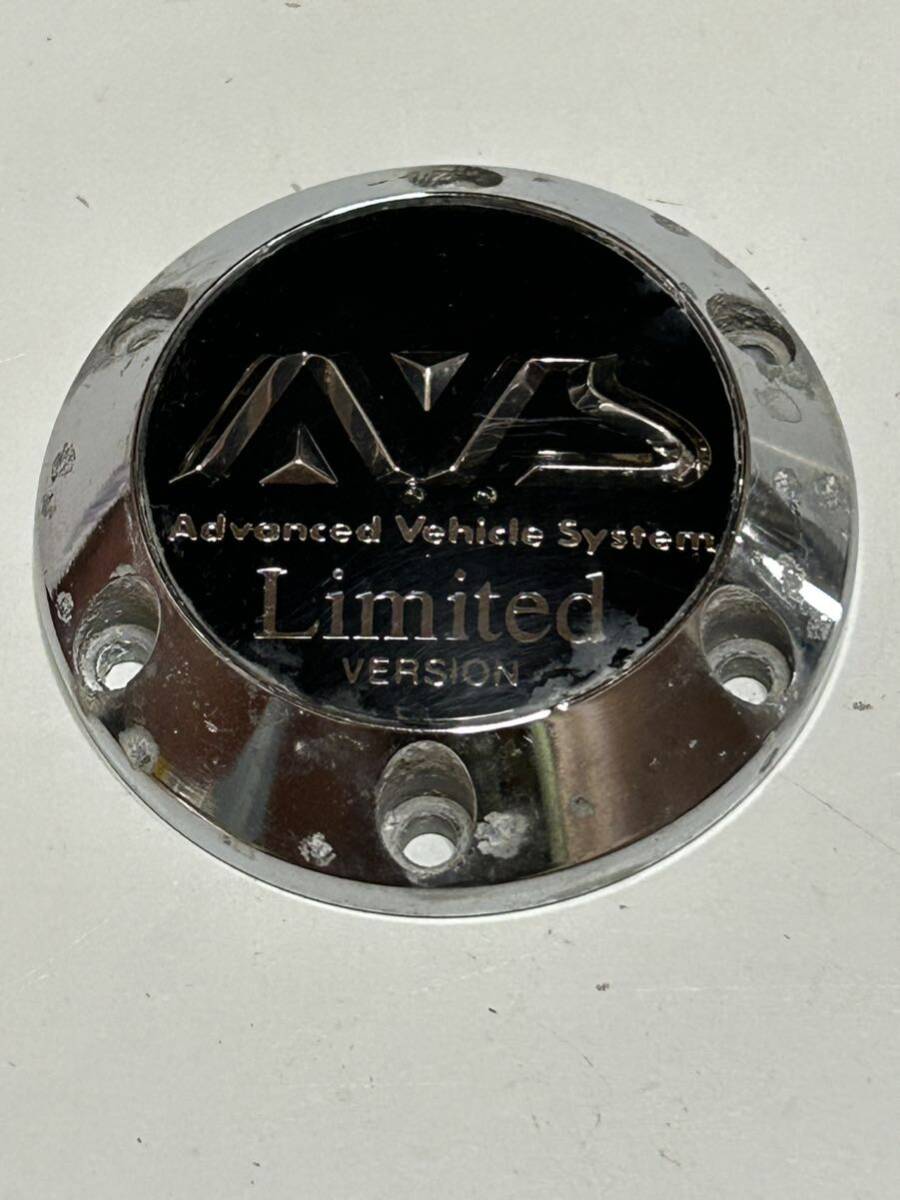 AVS
Advanced Vehicle System
Limited
VERSION